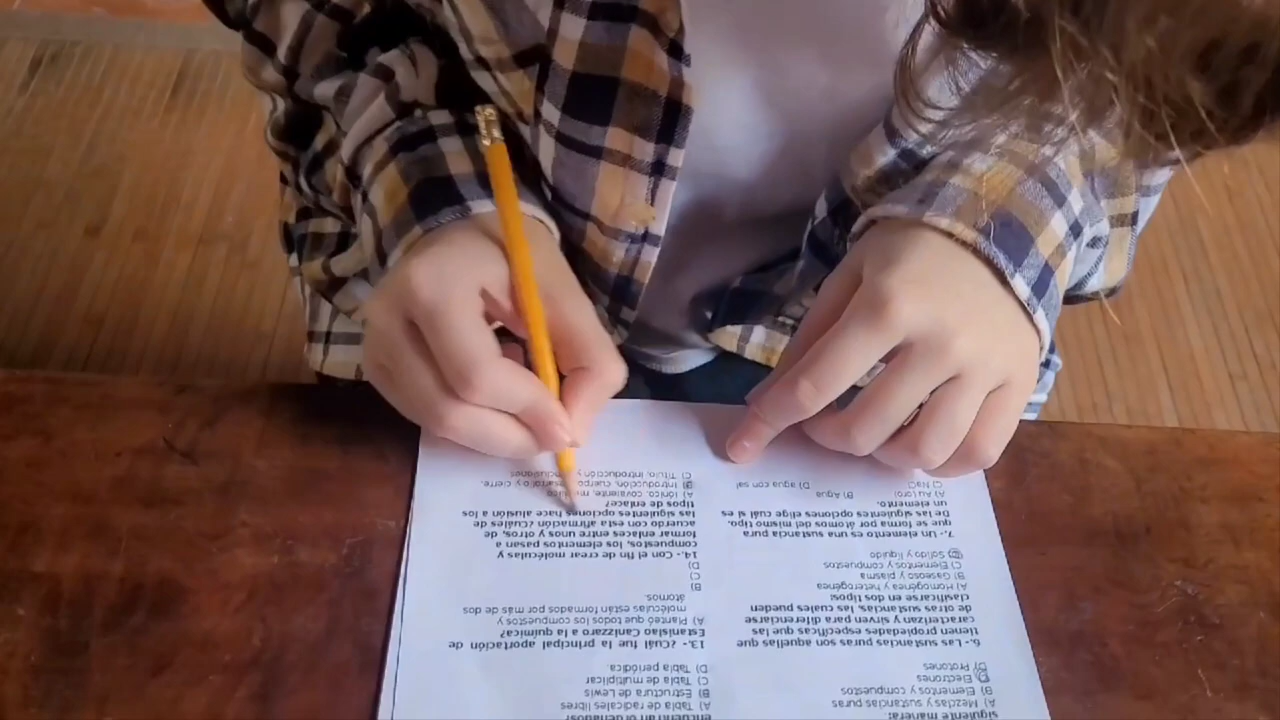 siguiente manera:
A) Mezclas y sustancias puras
B) Elementos y compuestos
Electrones
D) Protones
6.- Las sustancias puras son aquellas que
tienen propiedades específicas que las
caracterizan y sirven para diferenciarse
de otras sustancias, las cuales pueden
clasificarse en dos tipos:
A) Homogénea y heterogénea
B) Gaseoso y plasma
C) Elementos y compuestos
Solido y líquido
7.- Un elemento es una sustancia pura
que se forma por átomos del mismo tipo.
De las siguientes opciones elige cuál si es
un elemento.
A) Au (oro) B) Agua
C) NaCl D) agua con sal
encuentran ordenados?
A) Tabla de radicales libres
B) Estructura de Lewis
C) Tabla de multiplicar
D) Tabla periódica.
13.- ¿Cuál fue la principal aportación de
Estanislao Canizzaro a la química?
A) Planteó que todos los compuestos y
moléculas están formados por más de dos
átomos.
B)
C)
D)
14.- Con el fin de crear moléculas y
compuestos, los elementos pasan a
formar enlaces entre unos y otros, de
acuerdo con esta afirmación ¿Cuáles de
las siguientes opciones hace alusión a los
tipos de enlace?
A) Iónico, covalente,
Introducción, cuerpo, y cierre.
C) Título, introducción y